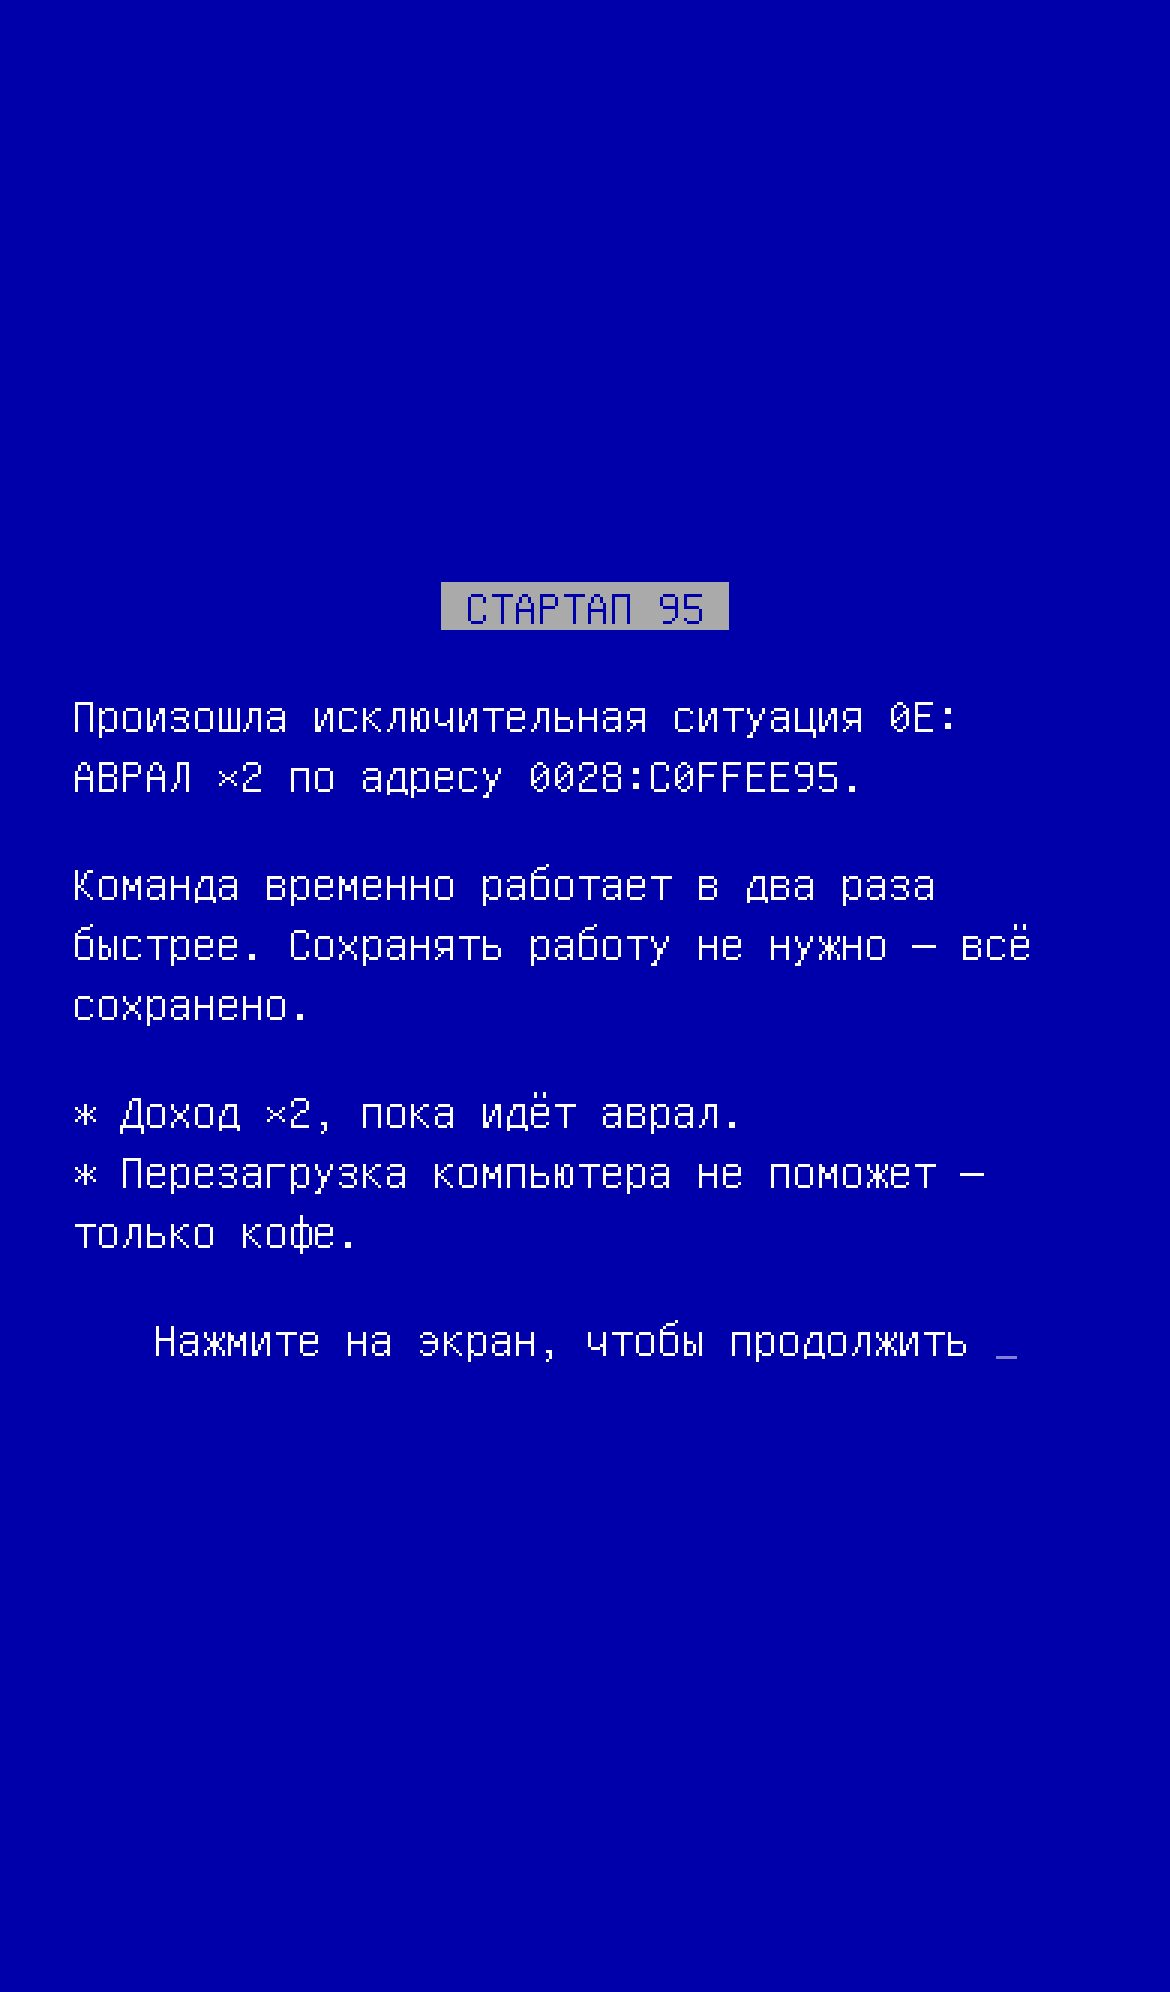 СТАРТАП 95
Произошла исключительная ситуация 0E:
АВРАЛ ×2 по адресу 0028:C0FFEE95.
Команда временно работает в два раза
быстрее. Сохранять работу не нужно — всё
сохранено.
* Доход ×2, пока идёт аврал.
* Перезагрузка компьютера не поможет —
только кофе.
Нажмите на экран, чтобы продолжить _